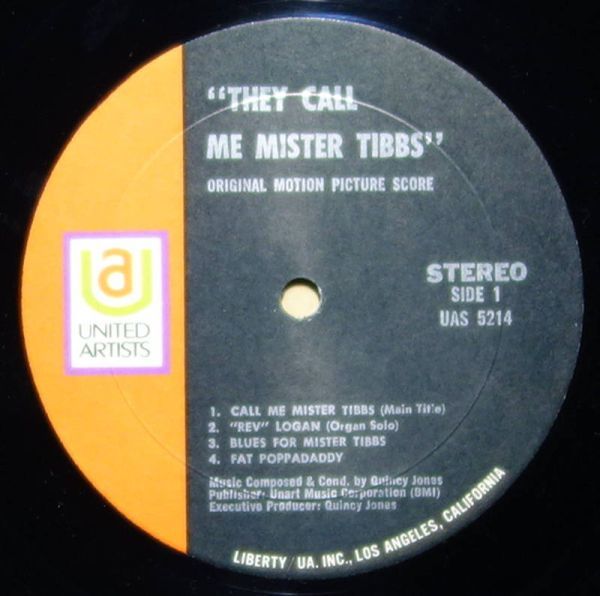 "THEY CALL
ME MISTER TIBBS"
ORIGINAL MOTION PICTURE SCORE
ua
UNITED
ARTISTS
STEREO
SIDE 1
UAS 5214
1. CALL ME MISTER TIBBS (Main Title)
2. "REV" LOGAN (Organ Solo)
3. BLUES FOR MISTER TIBBS
4. FAT POPPADADDY
Music Composed & Cond. by Quincy Jones
Publisher: Unart Music Corporation (BMI)
Executive Producer: Quincy Jones
LIBERTY/UA. INC., LOS ANGELES, CALIFORNIA